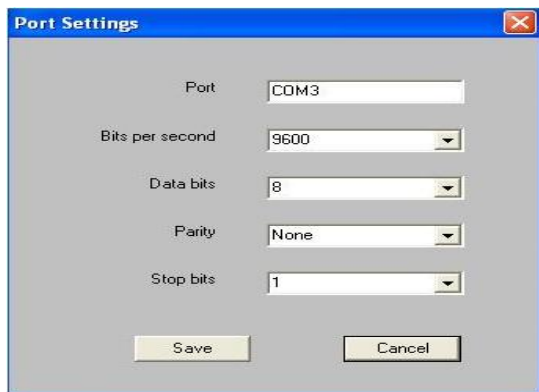 Port Settings
Port COM3
Bits per second 9600
Data bits 8
Parity None
Stop bits 1
Save Cancel